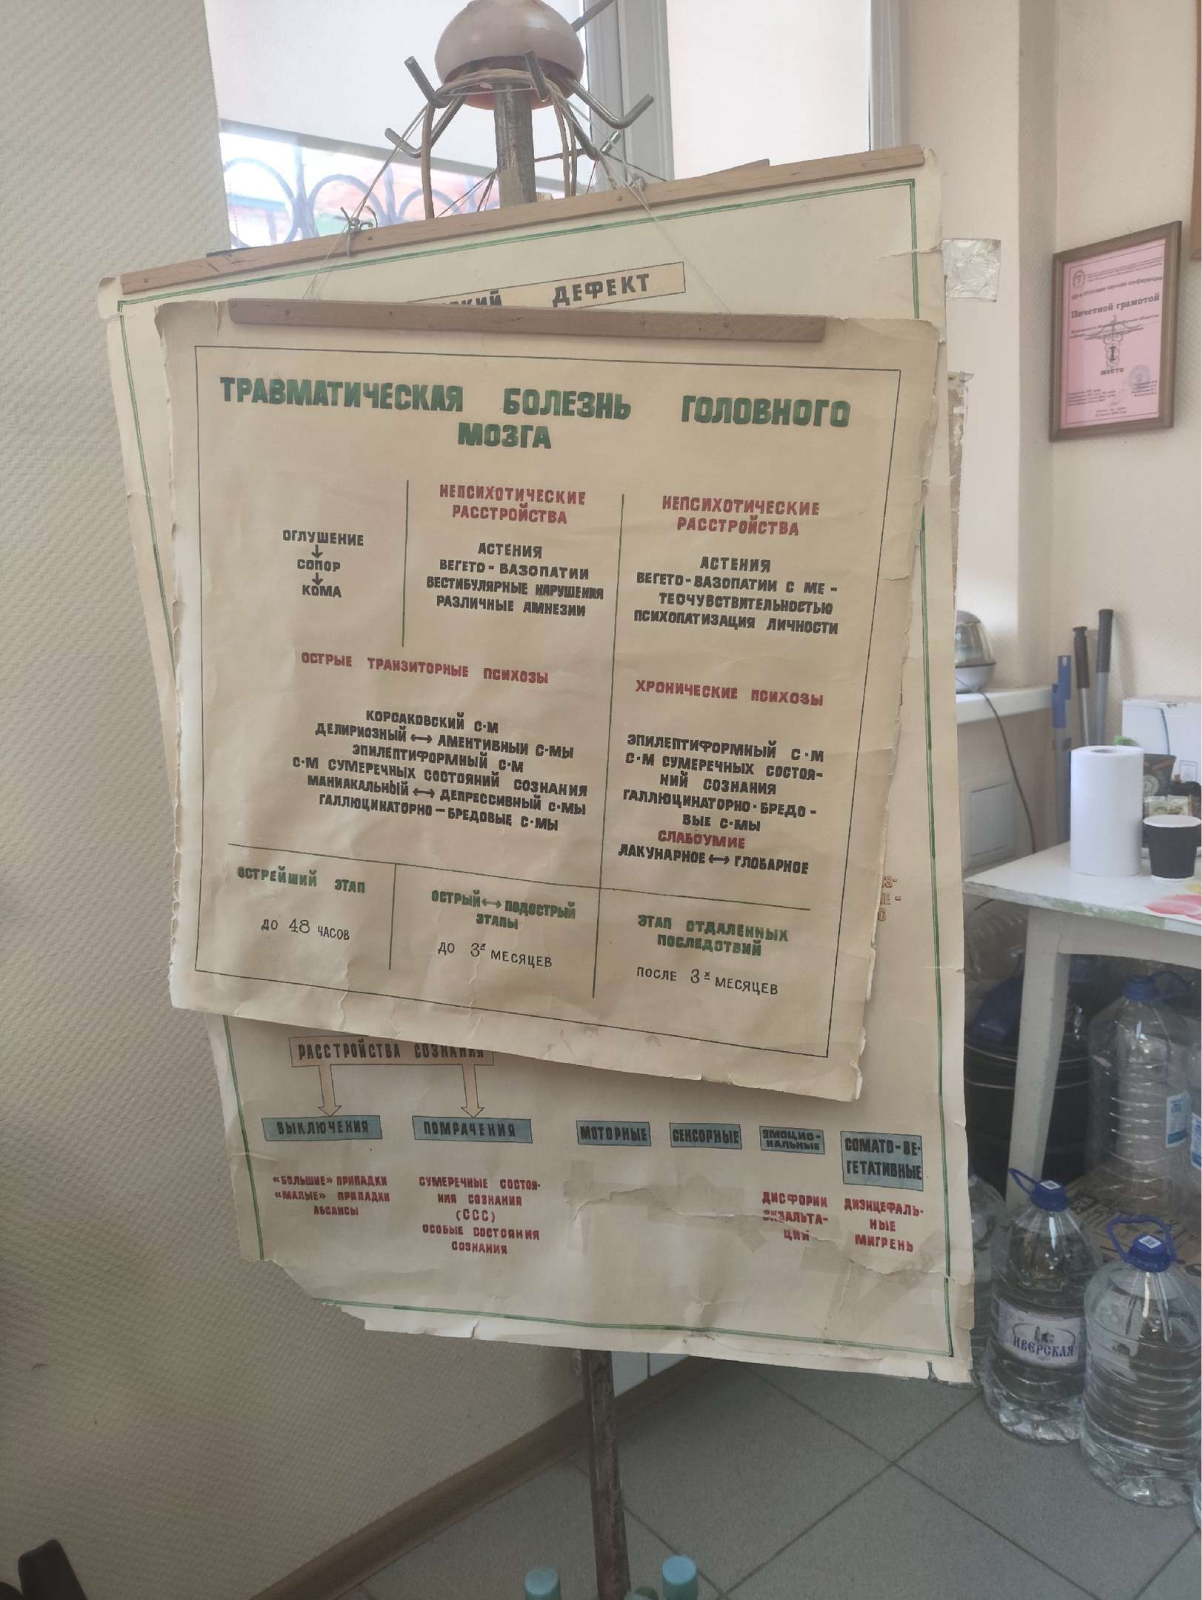 ДЕФЕКТ
ТРАВМАТИЧЕСКАЯ БОЛЕЗНЬ ГОЛОВНОГО
МОЗГА
ОГЛУШЕНИЕ
↓
СОПОР
↓
КОМА
НЕПСИХОТИЧЕСКИЕ
РАССТРОЙСТВА
АСТЕНИЯ
ВЕГЕТО-ВАЗОПАТИИ
ВЕСТИБУЛЯРНЫЕ НАРУШЕНИЯ
РАЗЛИЧНЫЕ АМНЕЗИИ
НЕПСИХОТИЧЕСКИЕ
РАССТРОЙСТВА
АСТЕНИЯ
ВЕГЕТО-ВАЗОПАТИИ С МЕ-
ТЕОЧУВСТВИТЕЛЬНОСТЬЮ
ПСИХОПАТИЗАЦИЯ ЛИЧНОСТИ
ОСТРЫЕ ТРАНЗИТОРНЫЕ ПСИХОЗЫ
КОРСАКОВСКИЙ С-М
ДЕЛИРИОЗНЫЙ ↔ АМЕНТИВНЫЙ С-МЫ
ЭПИЛЕПТИФОРМНЫЙ С-М
С-М СУМЕРЕЧНЫХ СОСТОЯНИЙ СОЗНАНИЯ
МАНИАКАЛЬНЫЙ ↔ ДЕПРЕССИВНЫЙ С-МЫ
ГАЛЛЮЦИНАТОРНО-БРЕДОВЫЕ С-МЫ
ХРОНИЧЕСКИЕ ПСИХОЗЫ
ЭПИЛЕПТИФОРМНЫЙ С-М
С-М СУМЕРЕЧНЫХ СОСТОЯ-
НИЙ СОЗНАНИЯ
ГАЛЛЮЦИНАТОРНО-БРЕДО-
ВЫЕ С-МЫ
СЛАБОУМИЕ
ЛАКУНАРНОЕ ↔ ГЛОБАРНОЕ
ОСТРЕЙШИЙ ЭТАП
ДО 48 ЧАСОВ
ОСТРЫЙ ↔ ПОДОСТРЫЙ
ЭТАПЫ
ДО 3х МЕСЯЦЕВ
ЭТАП ОТДАЛЕННЫХ
ПОСЛЕДСТВИЙ
ПОСЛЕ 3х МЕСЯЦЕВ
РАССТРОЙСТВА СОЗНАНИЯ
ВЫКЛЮЧЕНИЯ
«БОЛЬШИЕ» ПРИПАДКИ
«МАЛЫЕ» ПРИПАДКИ
АБСАНСЫ
ПОМРАЧЕНИЯ
СУМЕРЕЧНЫЕ СОСТОЯ-
НИЯ СОЗНАНИЯ
(ССС)
ОСОБЫЕ СОСТОЯНИЯ
СОЗНАНИЯ
МОТОРНЫЕ
СЕНСОРНЫЕ
ЭМОЦИО-
НАЛЬНЫЕ
ДИСФОРИИ
ЭКЗАЛЬТА-
ЦИИ
СОМАТО-ВЕ-
ГЕТАТИВНЫЕ
ДИЭНЦЕФАЛЬ-
НЫЕ
МИГРЕНЬ
Почетной грамотой
I
место
ИВЕРСКАЯ